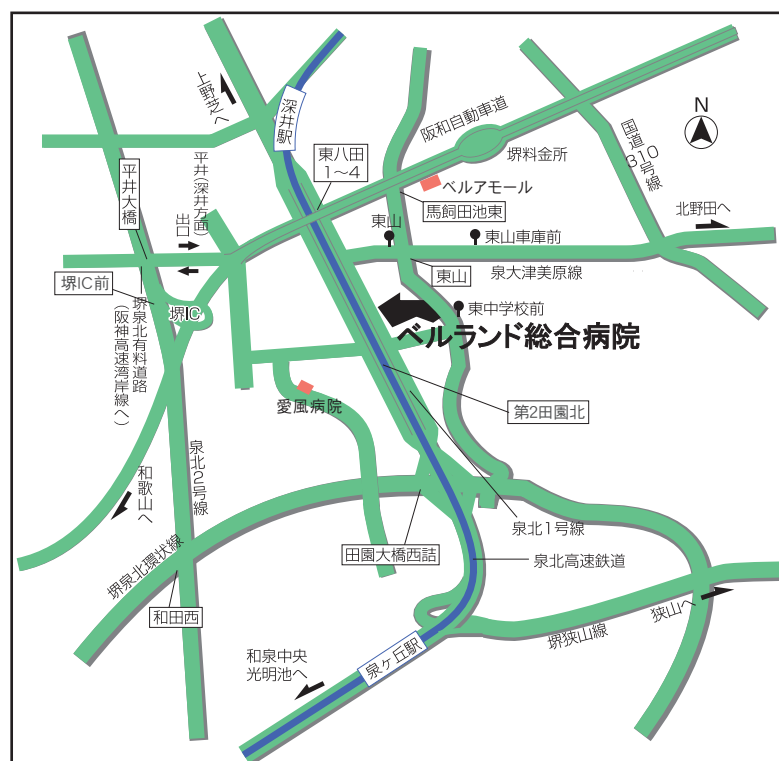 上野芝へ
深井駅
阪和自動車道
国道310号線
N
東八田
1〜4
堺料金所
平井大橋
平井(深井方面)
出口
ベルアモール
馬飼田池東
東山
東山車庫前
北野田へ
東山
泉大津美原線
堺IC前
堺IC
堺泉北有料道路
(阪神高速湾岸線へ)
東中学校前
ベルランド総合病院
愛風病院
第2田園北
泉北2号線
和歌山へ
泉北1号線
田園大橋西詰
泉北高速鉄道
堺泉北環状線
和田西
狭山へ
堺狭山線
和泉中央
光明池へ
泉ヶ丘駅